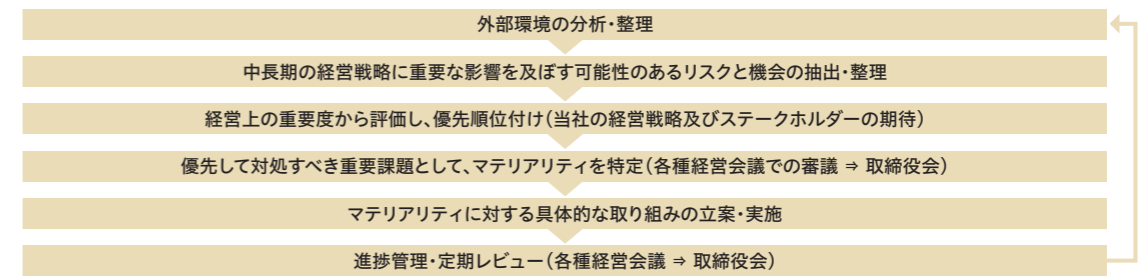 外部環境の分析・整理
中長期の経営戦略に重要な影響を及ぼす可能性のあるリスクと機会の抽出・整理
経営上の重要度から評価し、優先順位付け（当社の経営戦略及びステークホルダーの期待）
優先して対処すべき重要課題として、マテリアリティを特定（各種経営会議での審議 ⇒ 取締役会）
マテリアリティに対する具体的な取り組みの立案・実施
進捗管理・定期レビュー（各種経営会議 ⇒ 取締役会）